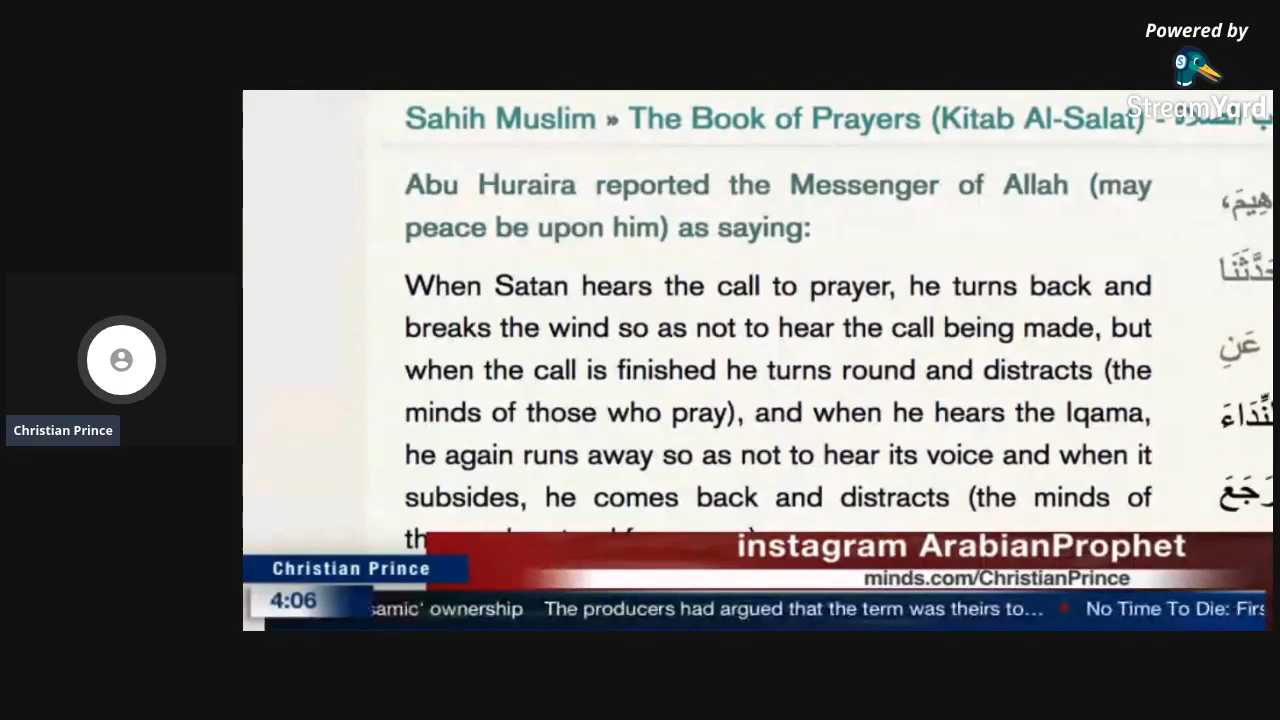 Powered by
StreamYard
Sahih Muslim » The Book of Prayers (Kitab Al-Salat) -
Abu Huraira reported the Messenger of Allah (may
peace be upon him) as saying:
When Satan hears the call to prayer, he turns back and
breaks the wind so as not to hear the call being made, but
عَنِ
when the call is finished he turns round and distracts (the
minds of those who pray), and when he hears the Iqama,
he again runs away so as not to hear its voice and when it
subsides, he comes back and distracts (the minds of
instagram ArabianProphet
Christian Prince
minds.com/ChristianPrince
4:06
ownership The producers had argued that the term was theirs to... • No Time To Die:
Christian Prince